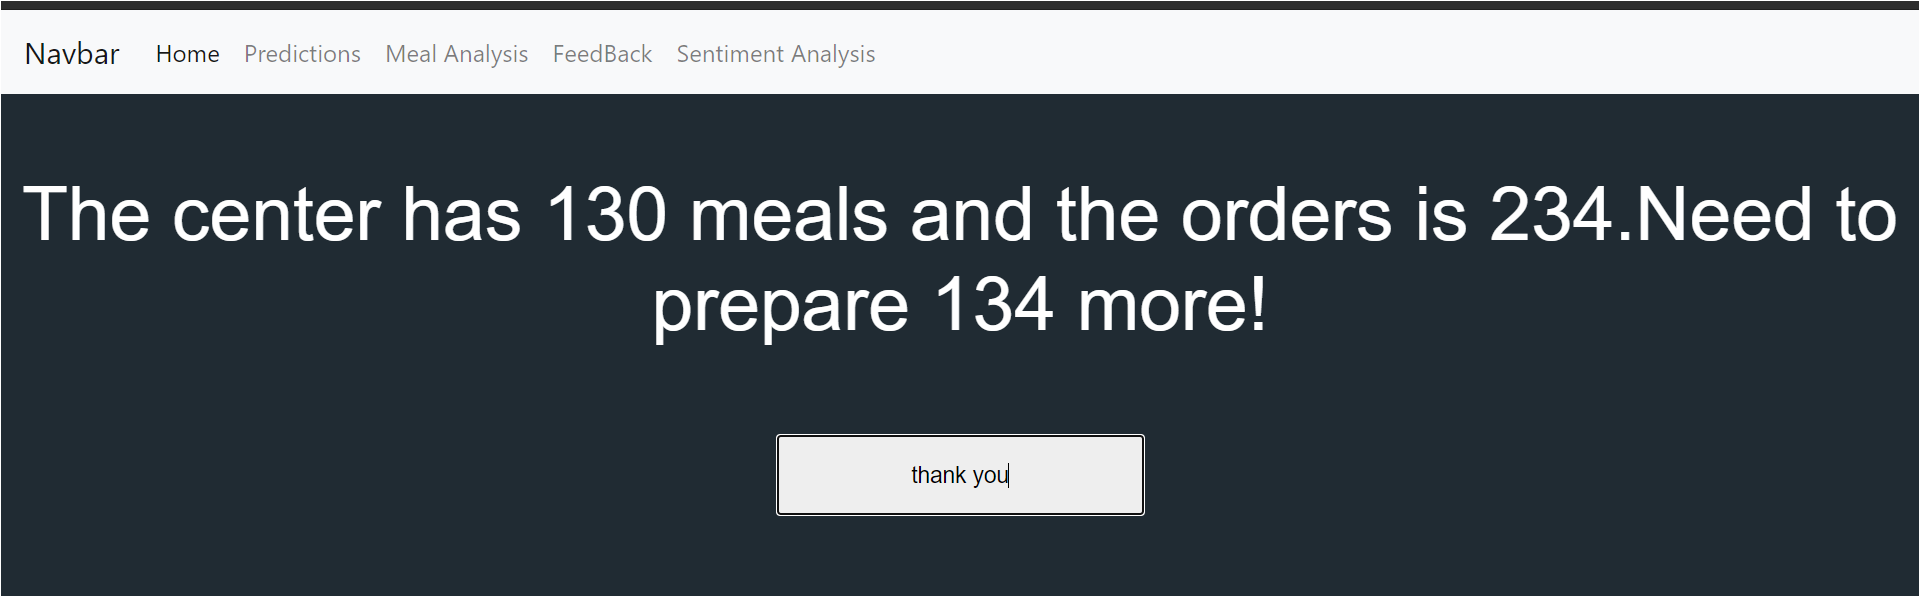 Navbar Home Predictions Meal Analysis FeedBack Sentiment Analysis
The center has 130 meals and the orders is 234.Need to
prepare 134 more!
thank you